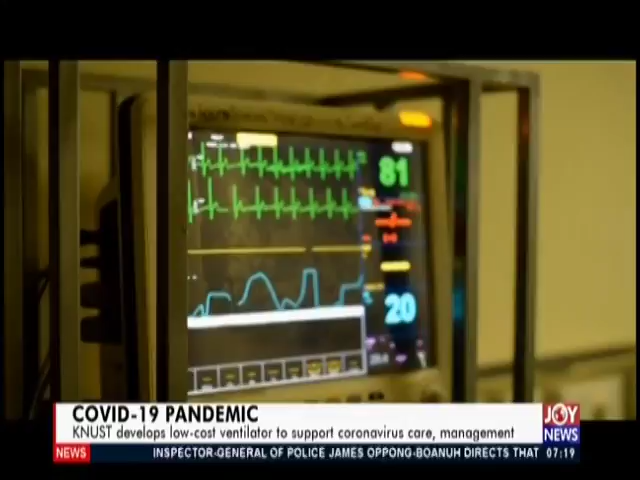 81
20
COVID-19 PANDEMIC
KNUST develops low-cost ventilator to support coronavirus care, management
JOY
NEWS
NEWS INSPECTOR-GENERAL OF POLICE JAMES OPPONG-BOANUH DIRECTS THAT 07:19